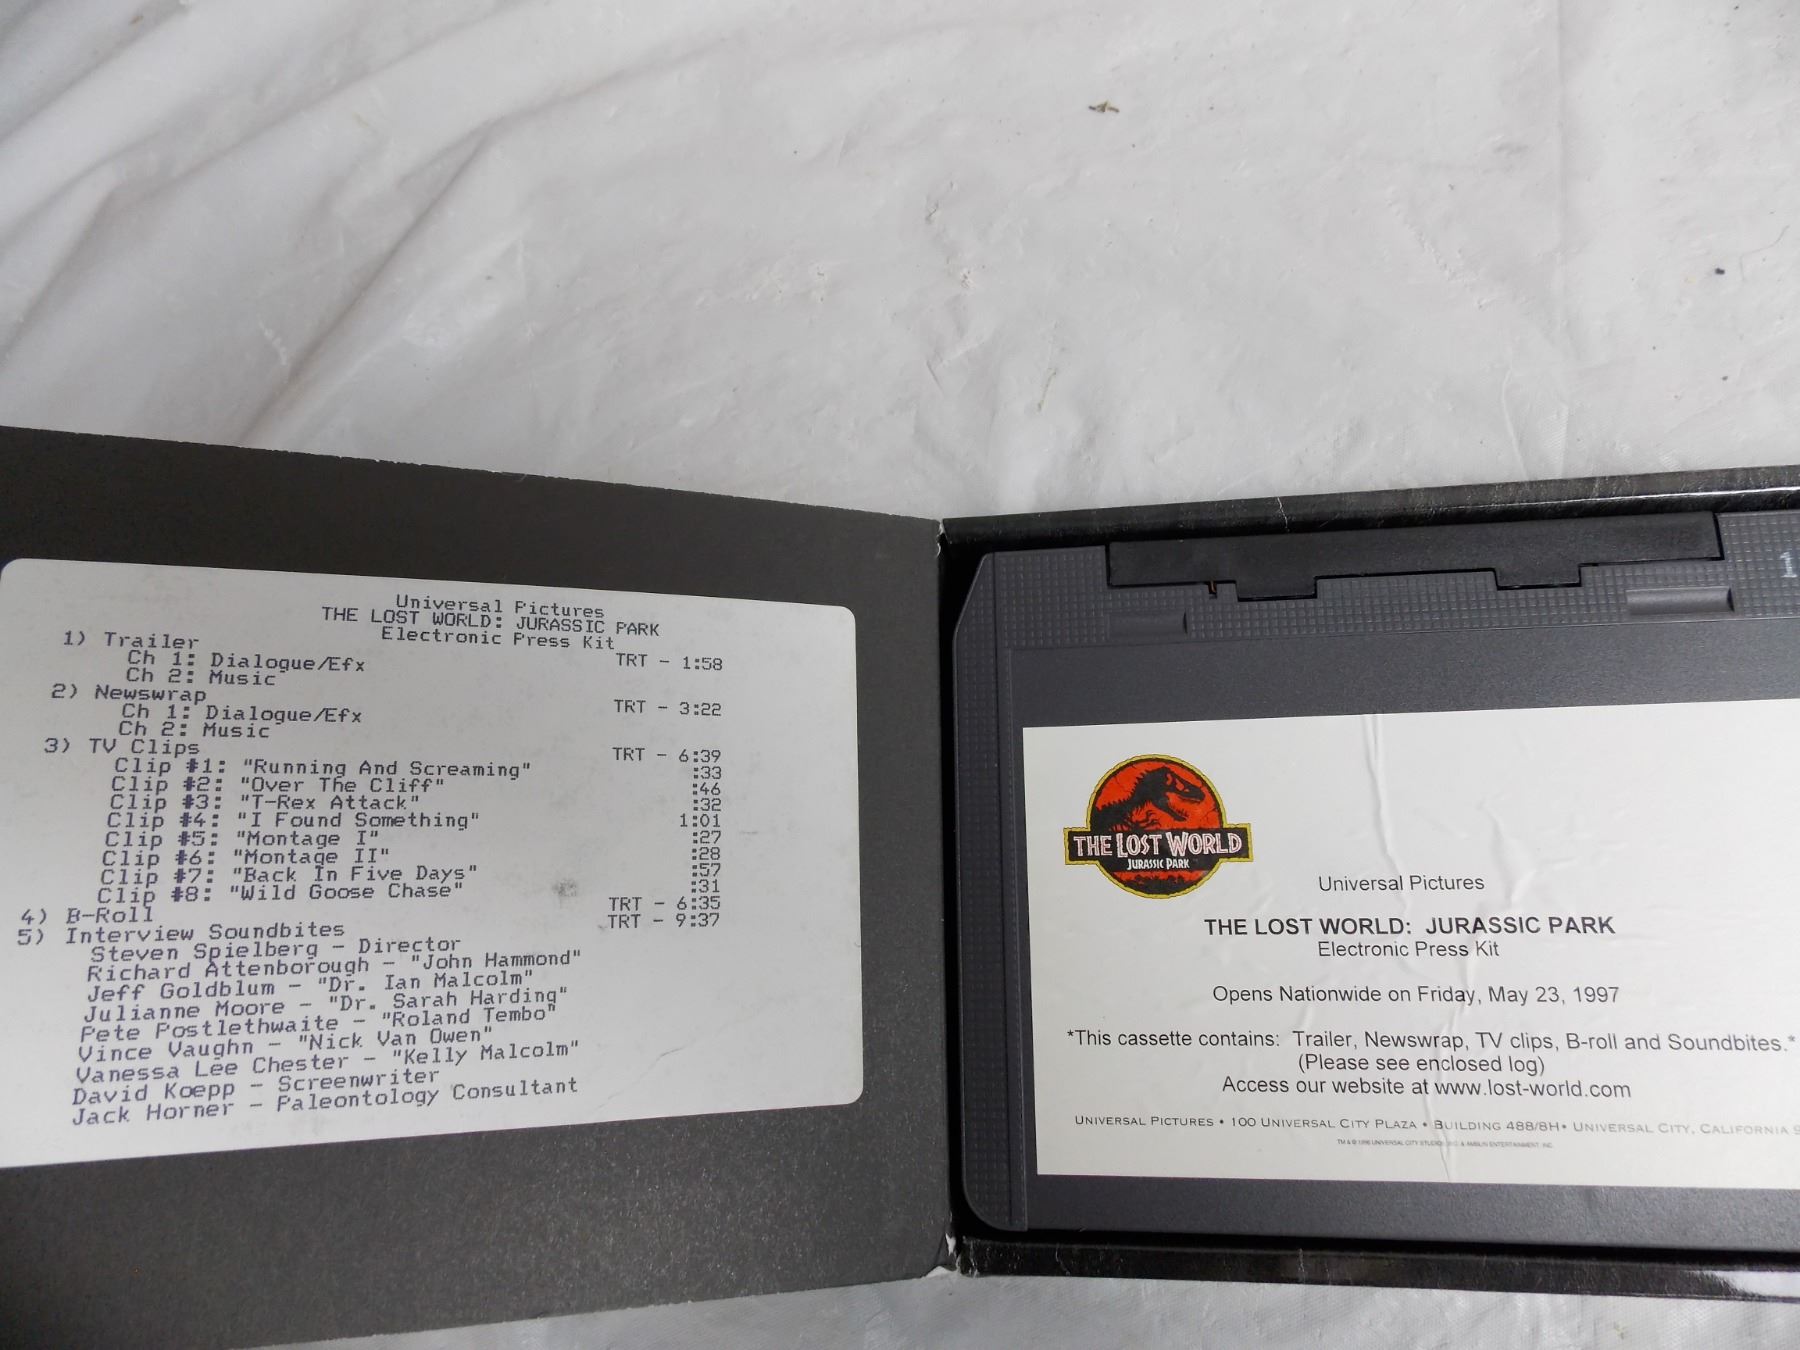 Universal Pictures
THE LOST WORLD: JURASSIC PARK
Electronic Press Kit
1) Trailer TRT - 1:58
Ch 1: Dialogue/Efx
Ch 2: Music
2) Newswrap TRT - 3:22
Ch 1: Dialogue/Efx
Ch 2: Music
3) TV Clips TRT - 6:39
Clip #1: "Running And Screaming" :33
Clip #2: "Over The Cliff" :46
Clip #3: "T-Rex Attack" :32
Clip #4: "I Found Something" 1:01
Clip #5: "Montage I" :27
Clip #6: "Montage II" :28
Clip #7: "Back In Five Days" :57
Clip #8: "Wild Goose Chase" :31
4) B-Roll TRT - 6:35
5) Interview Soundbites TRT - 9:37
Steven Spielberg - Director
Richard Attenborough - "John Hammond"
Jeff Goldblum - "Dr. Ian Malcolm"
Julianne Moore - "Dr. Sarah Harding"
Pete Postlethwaite - "Roland Tembo"
Vince Vaughn - "Nick Van Owen"
Vanessa Lee Chester - "Kelly Malcolm"
David Koepp - Screenwriter
Jack Horner - Paleontology Consultant
THE LOST WORLD
JURASSIC PARK
Universal Pictures
THE LOST WORLD: JURASSIC PARK
Electronic Press Kit
Opens Nationwide on Friday, May 23, 1997
*This cassette contains: Trailer, Newswrap, TV clips, B-roll and Soundbites.*
(Please see enclosed log)
Access our website at www.lost-world.com
UNIVERSAL PICTURES • 100 UNIVERSAL CITY PLAZA • BUILDING 488/8H • UNIVERSAL CITY, CALIFORNIA 9
TM & © 1996 UNIVERSAL CITY STUDIOS, INC. & AMBLIN ENTERTAINMENT, INC.